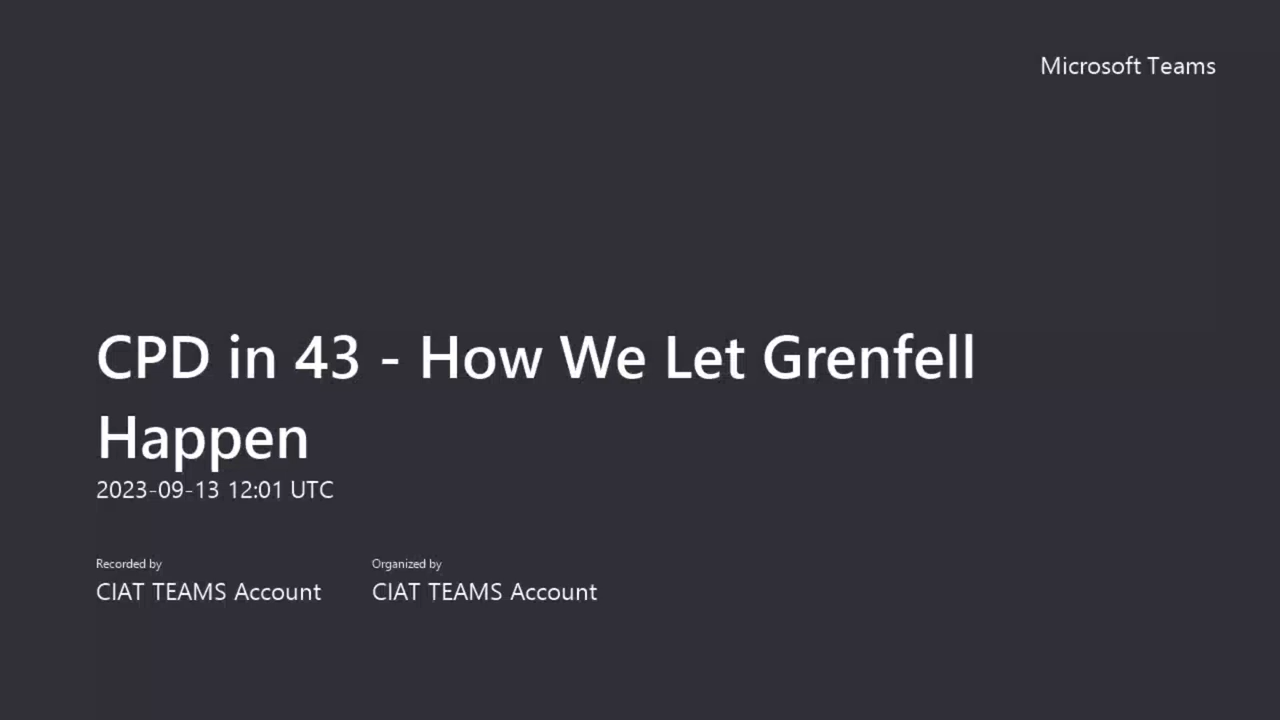 Microsoft Teams
CPD in 43 - How We Let Grenfell
Happen
2023-09-13 12:01 UTC
Recorded by
CIAT TEAMS Account
Organized by
CIAT TEAMS Account